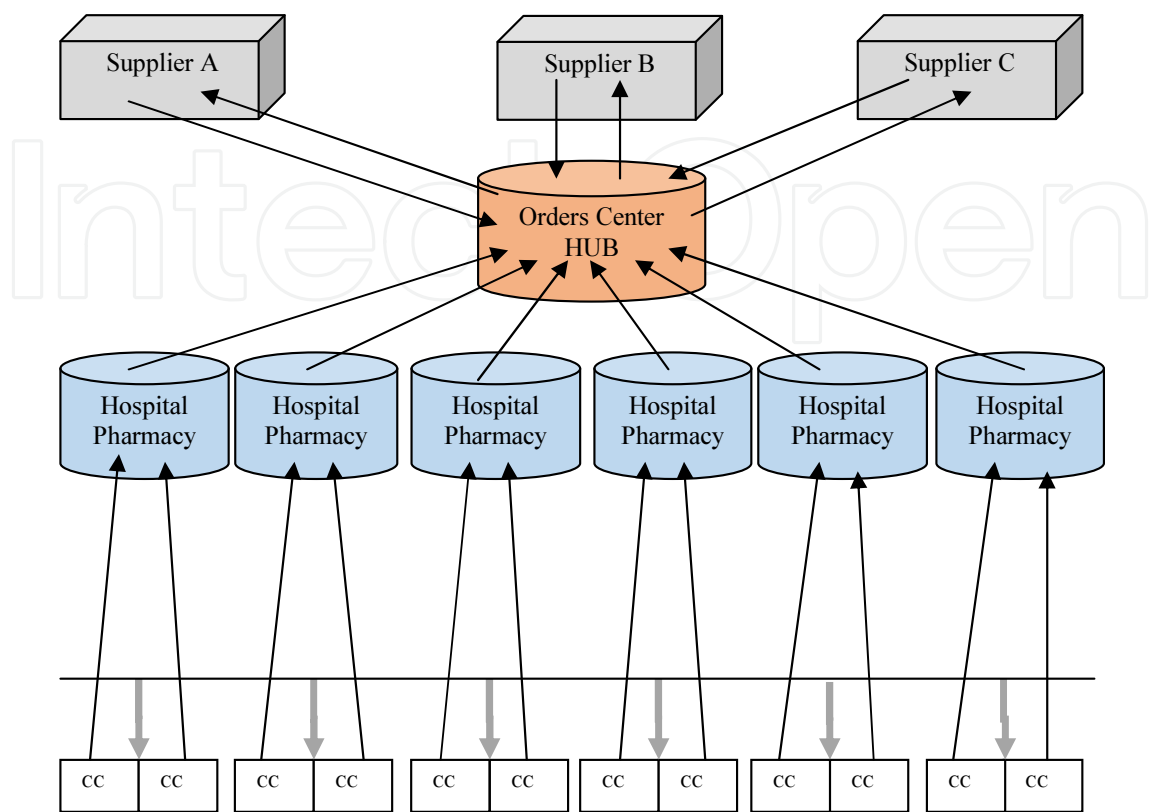 Supplier A
Supplier B
Supplier C
IntechOpen
Orders Center
HUB
Hospital
Pharmacy
Hospital
Pharmacy
Hospital
Pharmacy
Hospital
Pharmacy
Hospital
Pharmacy
Hospital
Pharmacy
cc cc cc cc cc cc cc cc cc cc cc cc